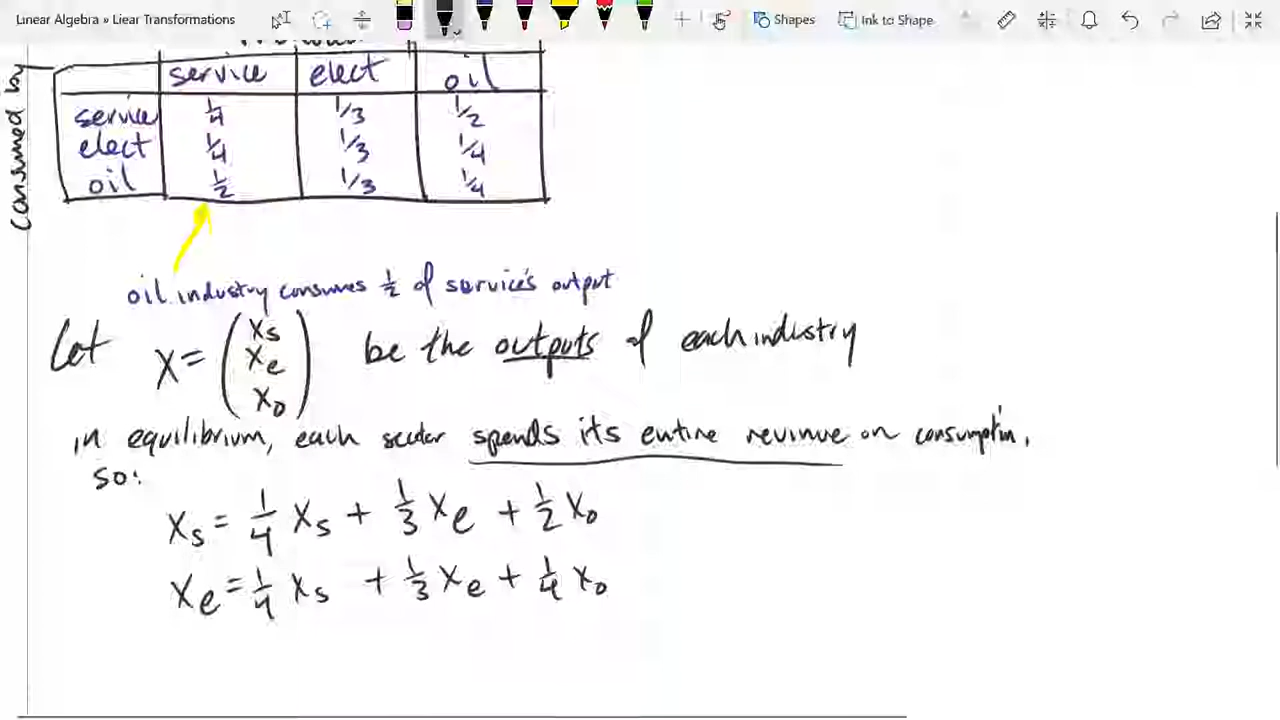 Linear Algebra » Liear Transformations
Shapes
Ink to Shape
service elect oil
Consumed by
service 1/4 1/3 1/2
elect 1/4 1/3 1/4
oil 1/2 1/3 1/4
oil industry consumes 1/2 of service's output
Let X = (xs xe xo) be the outputs of each industry
in equilibrium, each sector spends its entire revinue on consumption,
so:
xs = 1/4 xs + 1/3 xe + 1/2 xo
xe = 1/4 xs + 1/3 xe + 1/4 xo